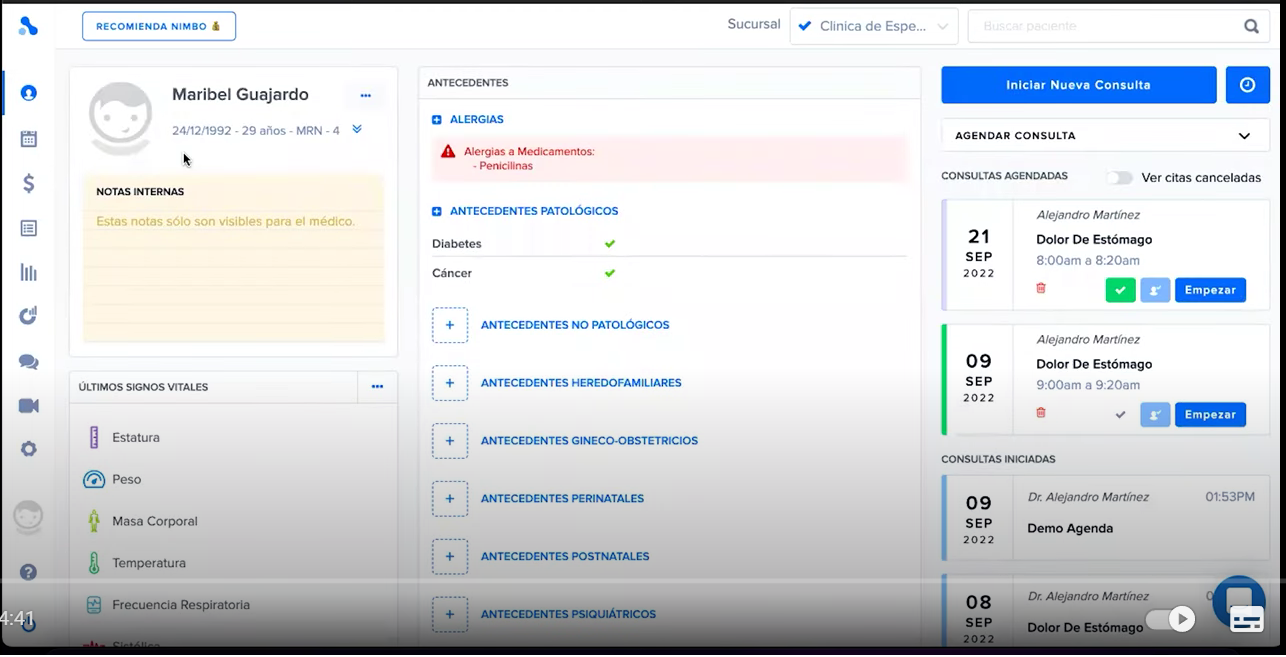 RECOMIENDA NIMBO
Sucursal
Clinica de Espe...
Buscar paciente
Maribel Guajardo
24/12/1992 - 29 años - MRN - 4
NOTAS INTERNAS
Estas notas sólo son visibles para el médico.
ÚLTIMOS SIGNOS VITALES
Estatura
Peso
Masa Corporal
Temperatura
Frecuencia Respiratoria
4:41
ANTECEDENTES
ALERGIAS
Alergias a Medicamentos:
- Penicilinas
ANTECEDENTES PATOLÓGICOS
Diabetes
Cáncer
ANTECEDENTES NO PATOLÓGICOS
ANTECEDENTES HEREDOFAMILIARES
ANTECEDENTES GINECO-OBSTETRICIOS
ANTECEDENTES PERINATALES
ANTECEDENTES POSTNATALES
ANTECEDENTES PSIQUIÁTRICOS
Iniciar Nueva Consulta
AGENDAR CONSULTA
CONSULTAS AGENDADAS
Ver citas canceladas
21
SEP
2022
Alejandro Martínez
Dolor De Estómago
8:00am a 8:20am
Empezar
09
SEP
2022
Alejandro Martínez
Dolor De Estómago
9:00am a 9:20am
Empezar
CONSULTAS INICIADAS
09
SEP
2022
Dr. Alejandro Martínez
01:53PM
Demo Agenda
08
SEP
2022
Dr. Alejandro Martínez
Dolor De Estómago